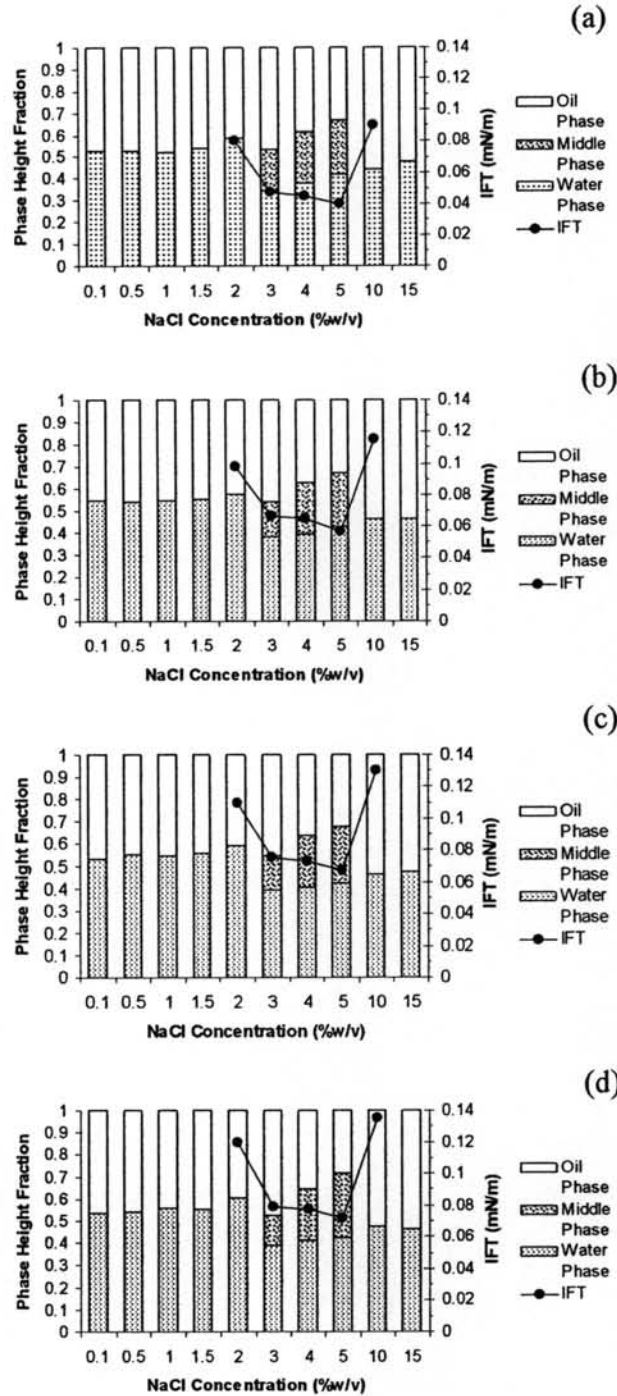 (a)
Phase Height Fraction
1
0.9
0.8
0.7
0.6
0.5
0.4
0.3
0.2
0.1
0
0.14
0.12
0.1
0.08
0.06
0.04
0.02
0
IFT (mN/m)
0.1 0.5 1 1.5 2 3 4 5 10 15
NaCl Concentration (%w/v)
Oil
Phase
Middle
Phase
Water
Phase
IFT
(b)
Phase Height Fraction
1
0.9
0.8
0.7
0.6
0.5
0.4
0.3
0.2
0.1
0
0.14
0.12
0.1
0.08
0.06
0.04
0.02
0
IFT (mN/m)
0.1 0.5 1 1.5 2 3 4 5 10 15
NaCl Concentration (%w/v)
Oil
Phase
Middle
Phase
Water
Phase
IFT
(c)
Phase Height Fraction
1
0.9
0.8
0.7
0.6
0.5
0.4
0.3
0.2
0.1
0
0.14
0.12
0.1
0.08
0.06
0.04
0.02
0
IFT (mN/m)
0.1 0.5 1 1.5 2 3 4 5 10 15
NaCl Concentration (%w/v)
Oil
Phase
Middle
Phase
Water
Phase
IFT
(d)
Phase Height Fraction
1
0.9
0.8
0.7
0.6
0.5
0.4
0.3
0.2
0.1
0
0.14
0.12
0.1
0.08
0.06
0.04
0.02
0
IFT (mN/m)
0.1 0.5 1 1.5 2 3 4 5 10 15
NaCl Concentration (%w/v)
Oil
Phase
Middle
Phase
Water
Phase
IFT